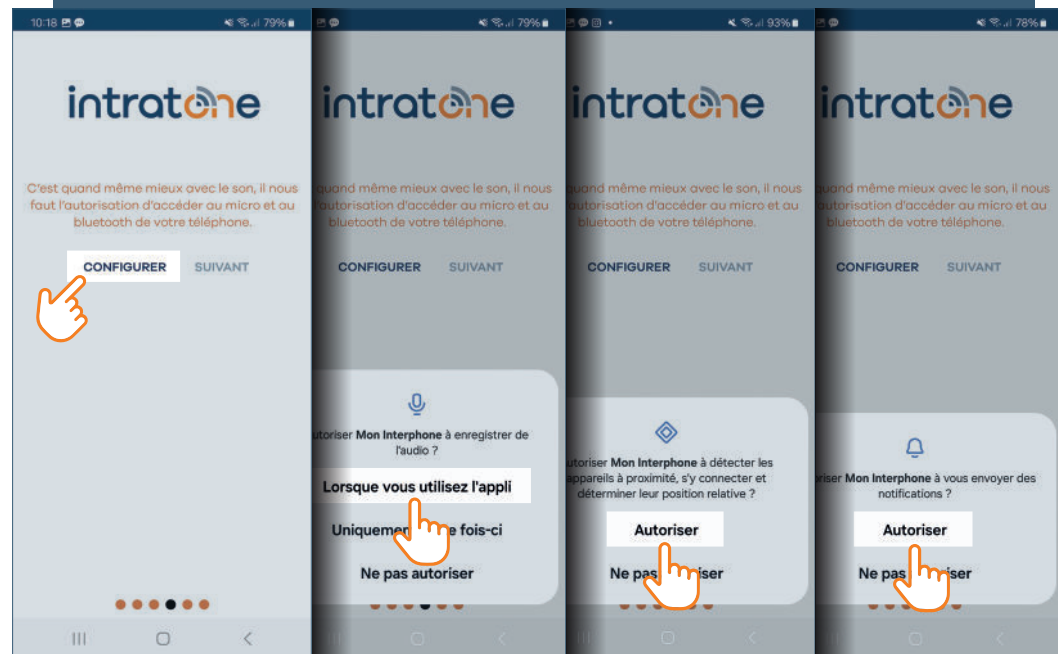 10:18
79%
intratone
C'est quand même mieux avec le son, il nous
faut l'autorisation d'accéder au micro et au
bluetooth de votre téléphone.
CONFIGURER SUIVANT
79%
intratone
quand même mieux avec le son, il nous
l'autorisation d'accéder au micro et au
bluetooth de votre téléphone.
CONFIGURER SUIVANT
utoriser Mon Interphone à enregistrer de
l'audio ?
Lorsque vous utilisez l'appli
Uniquement fois-ci
Ne pas autoriser
93%
intratone
quand même mieux avec le son, il nous
autorisation d'accéder au micro et au
bluetooth de votre téléphone.
CONFIGURER SUIVANT
utoriser Mon Interphone à détecter les
appareils à proximité, s'y connecter et
déterminer leur position relative ?
Autoriser
Ne pas autoriser
78%
intratone
quand même mieux avec le son, il nous
autorisation d'accéder au micro et au
bluetooth de votre téléphone.
CONFIGURER SUIVANT
riser Mon Interphone à vous envoyer des
notifications ?
Autoriser
Ne pas autoriser